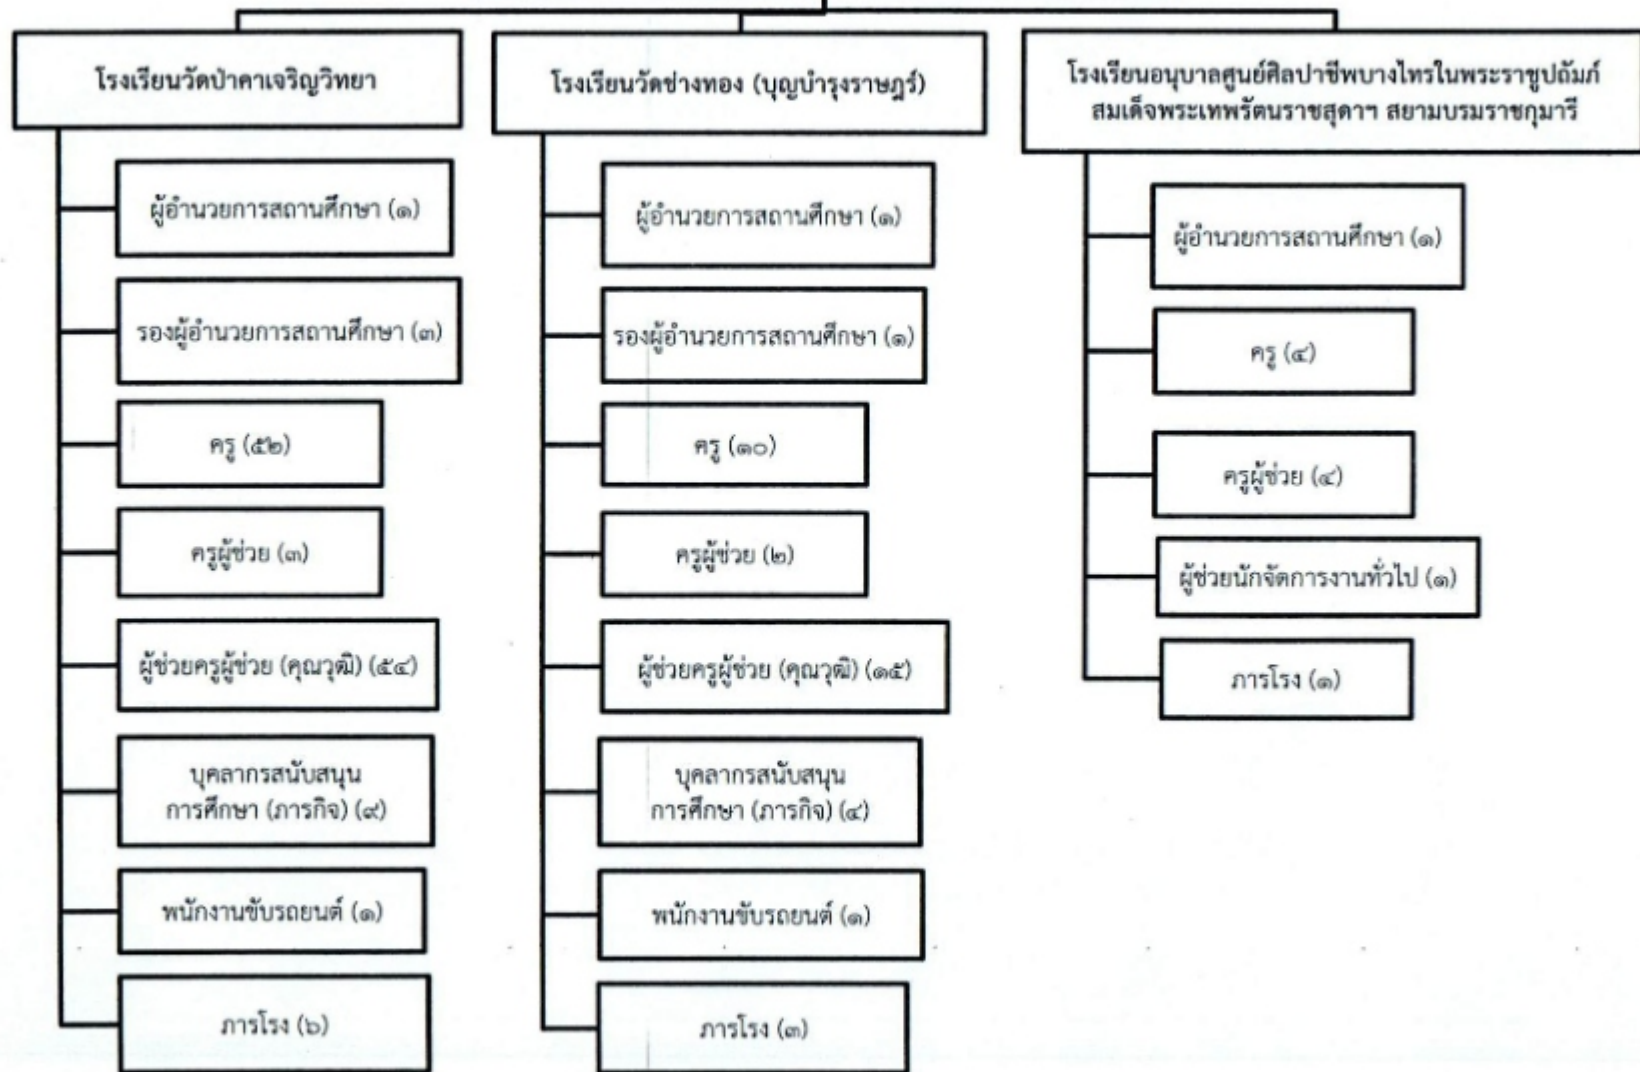 โรงเรียนวัดป่าคาเจริญวิทยา
ผู้อำนวยการสถานศึกษา (๑)
รองผู้อำนวยการสถานศึกษา (๓)
ครู (๕๒)
ครูผู้ช่วย (๓)
ผู้ช่วยครูผู้ช่วย (คุณวุฒิ) (๕๔)
บุคลากรสนับสนุน
การศึกษา (ภารกิจ) (๙)
พนักงานขับรถยนต์ (๑)
ภารโรง (๖)
โรงเรียนวัดช่างทอง (บุญบำรุงราษฎร์)
ผู้อำนวยการสถานศึกษา (๑)
รองผู้อำนวยการสถานศึกษา (๑)
ครู (๑๐)
ครูผู้ช่วย (๒)
ผู้ช่วยครูผู้ช่วย (คุณวุฒิ) (๑๕)
บุคลากรสนับสนุน
การศึกษา (ภารกิจ) (๔)
พนักงานขับรถยนต์ (๑)
ภารโรง (๓)
โรงเรียนอนุบาลศูนย์ศิลปาชีพบางไทรในพระราชูปถัมภ์
สมเด็จพระเทพรัตนราชสุดาฯ สยามบรมราชกุมารี
ผู้อำนวยการสถานศึกษา (๑)
ครู (๔)
ครูผู้ช่วย (๔)
ผู้ช่วยนักจัดการงานทั่วไป (๑)
ภารโรง (๑)